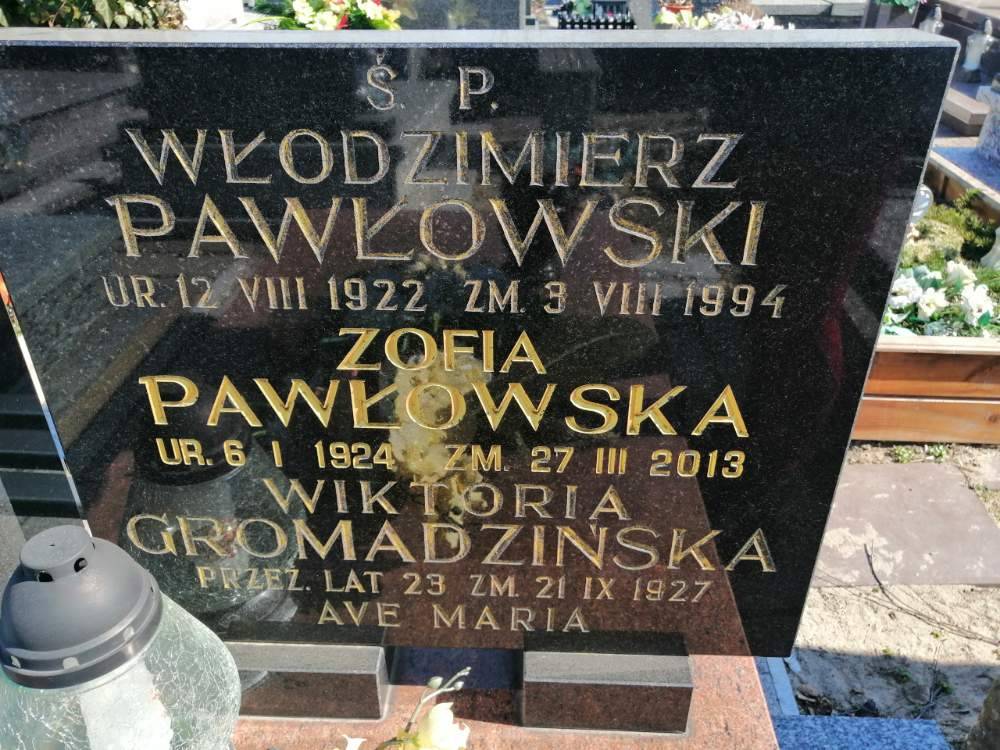 Ś. P.
WŁODZIMIERZ
PAWŁOWSKI
UR. 12 VIII 1922 ZM. 3 VIII 1994
ZOFIA
PAWŁOWSKA
UR. 6 I 1924 ZM. 27 III 2013
WIKTORIA
GROMADZIŃSKA
PRZEŻ. LAT 23 ZM. 21 IX 1927
AVE MARIA